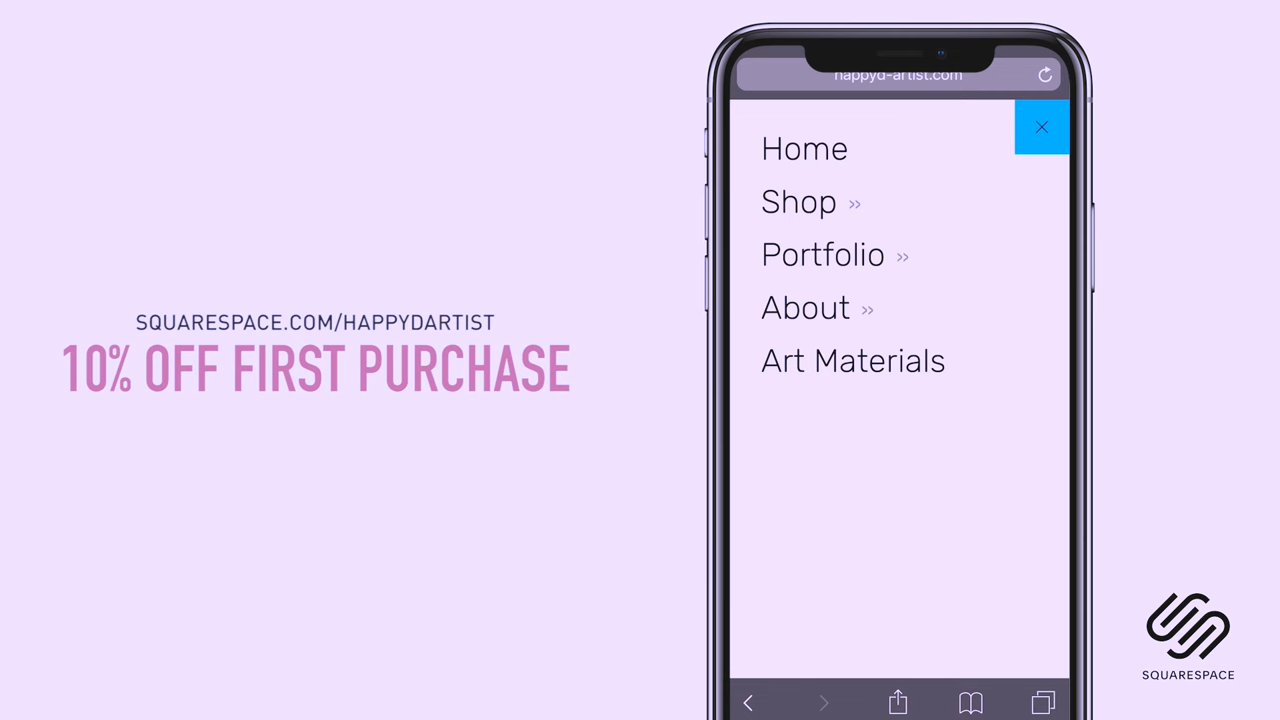 SQUARESPACE.COM/HAPPYDARTIST
10% OFF FIRST PURCHASE
happyd-artist.com
Home
Shop »
Portfolio »
About »
Art Materials
SQUARESPACE